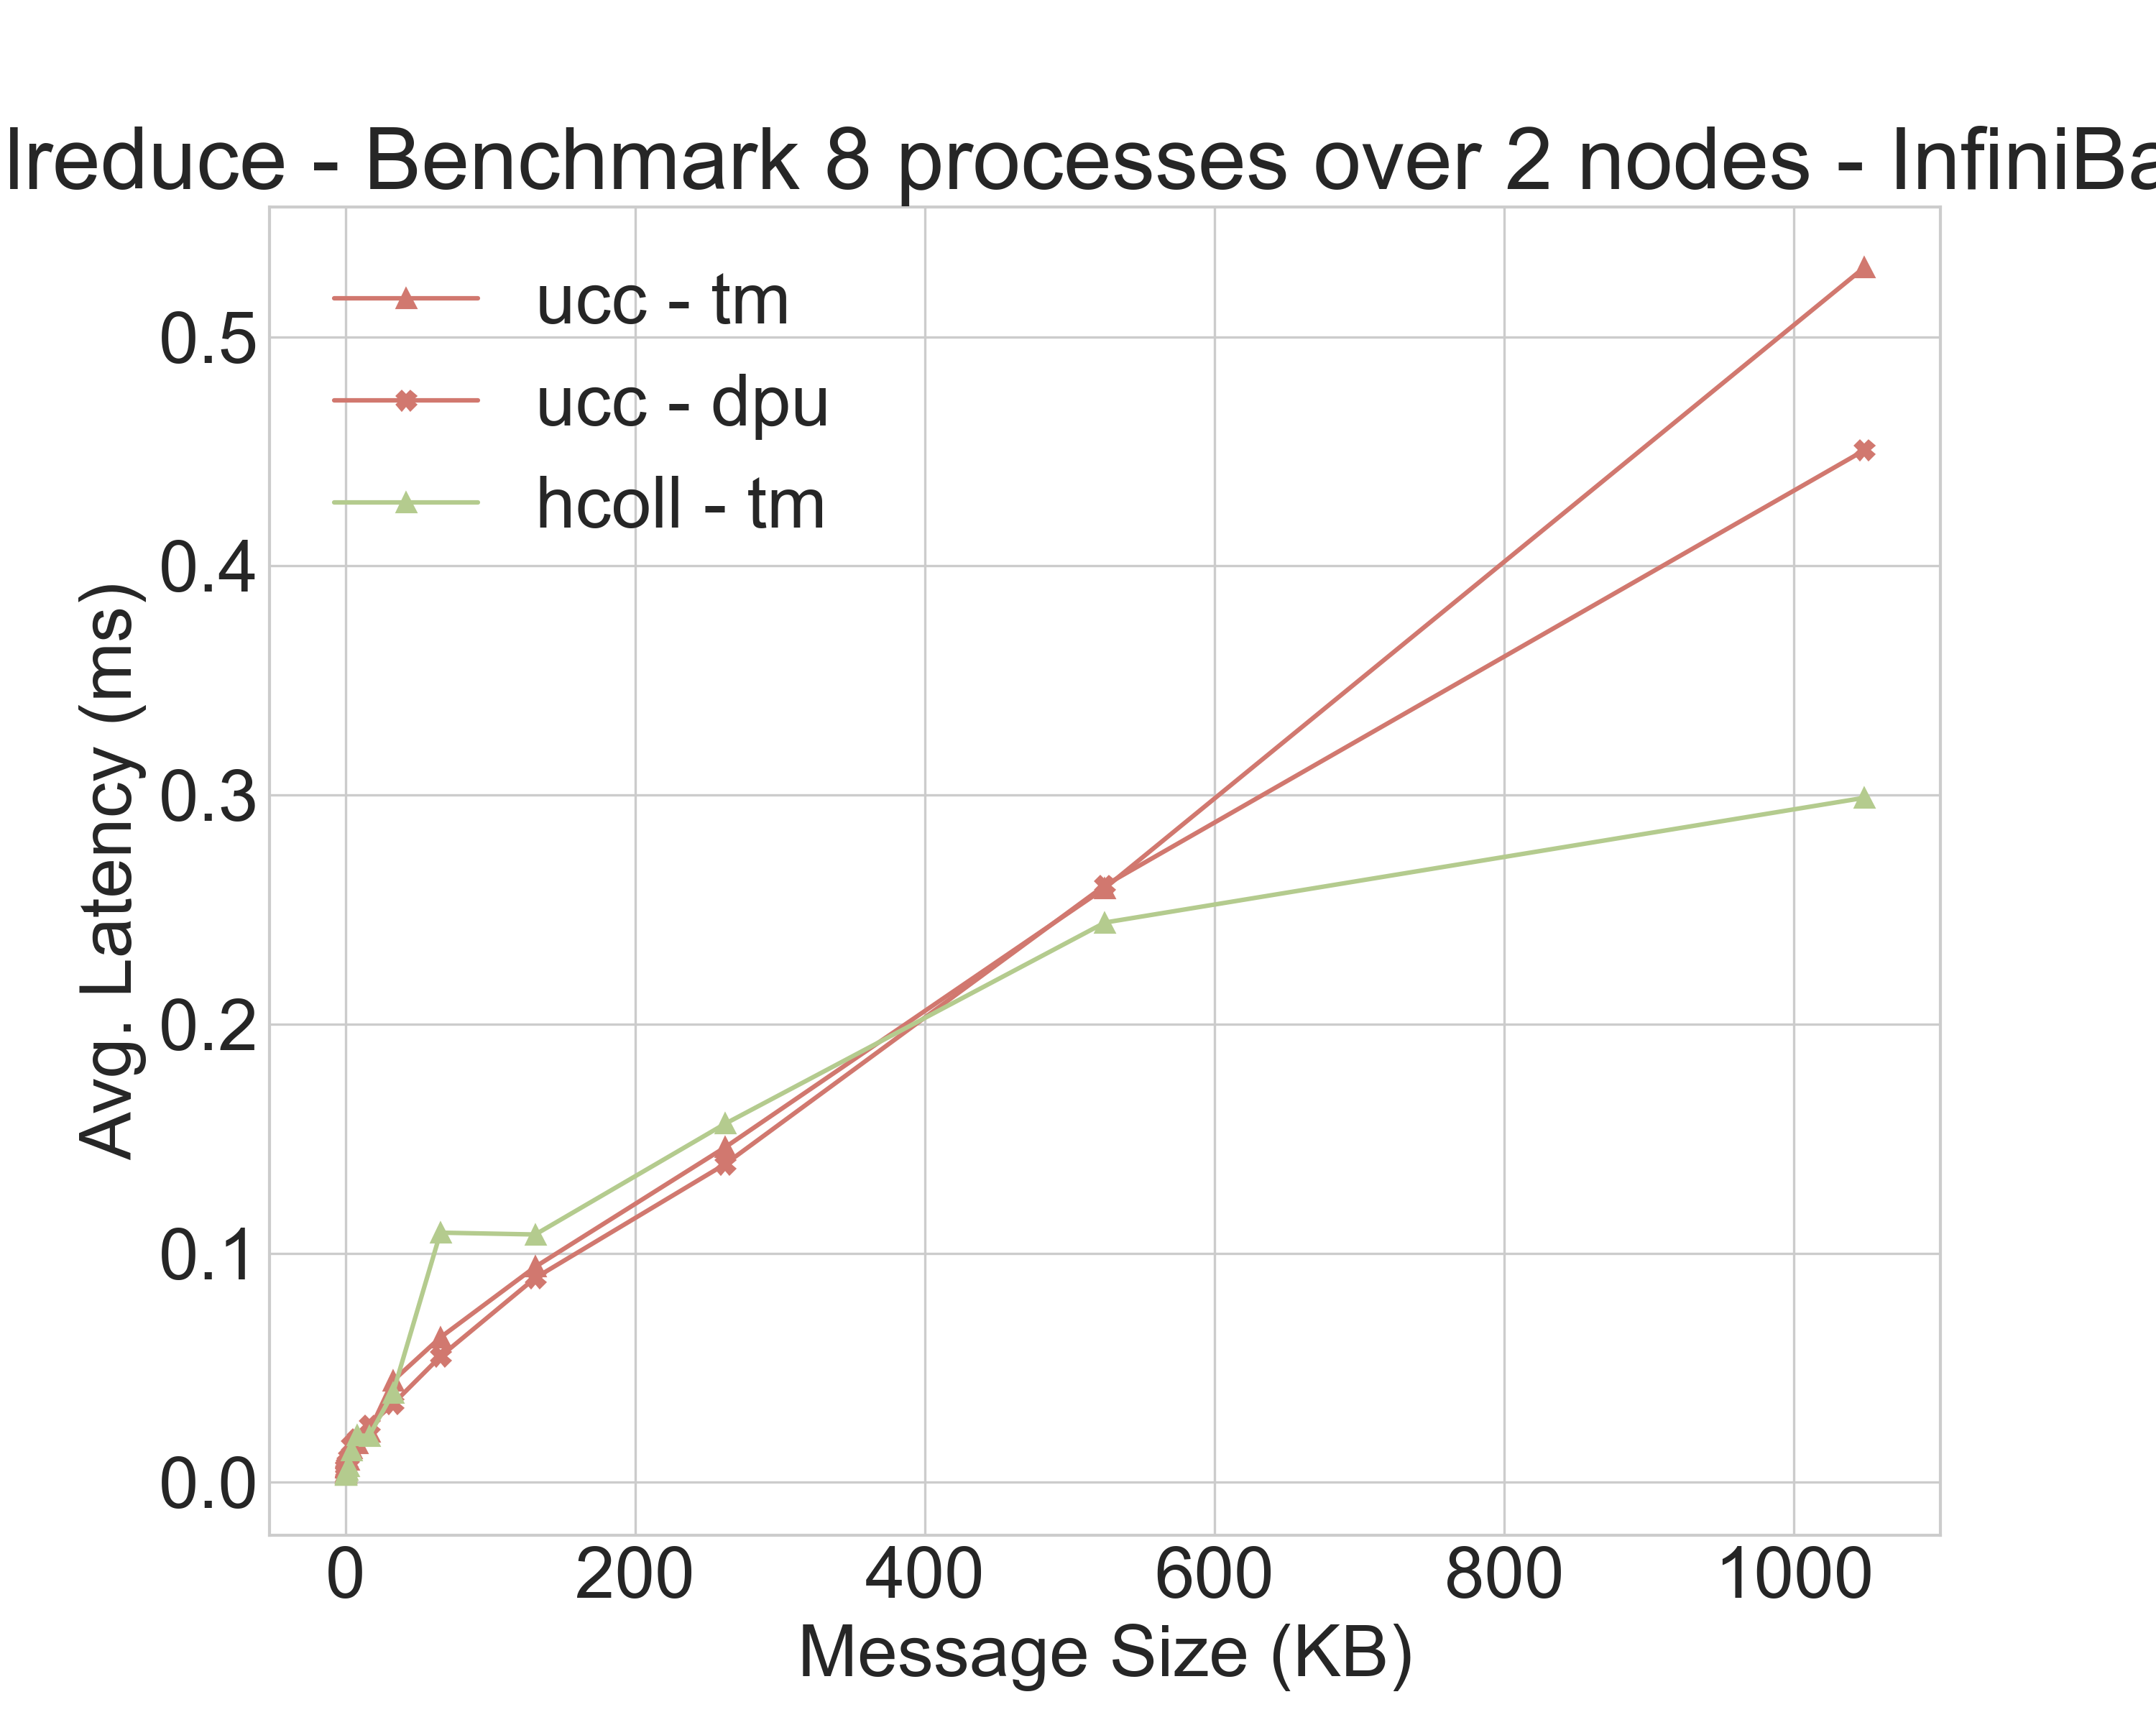 lreduce - Benchmark 8 processes over 2 nodes - InfiniBa
ucc - tm
ucc - dpu
hcoll - tm
Avg. Latency (ms)
0.5
0.4
0.3
0.2
0.1
0.0
0 200 400 600 800 1000
Message Size (KB)